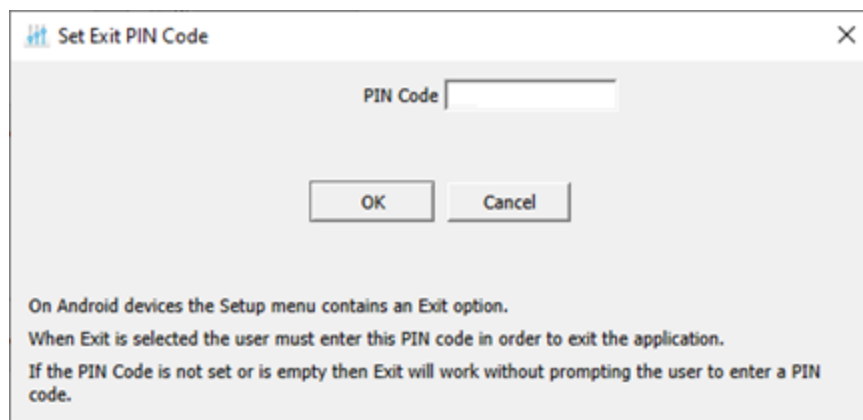 Set Exit PIN Code
PIN Code
OK Cancel
On Android devices the Setup menu contains an Exit option.
When Exit is selected the user must enter this PIN code in order to exit the application.
If the PIN Code is not set or is empty then Exit will work without prompting the user to enter a PIN
code.